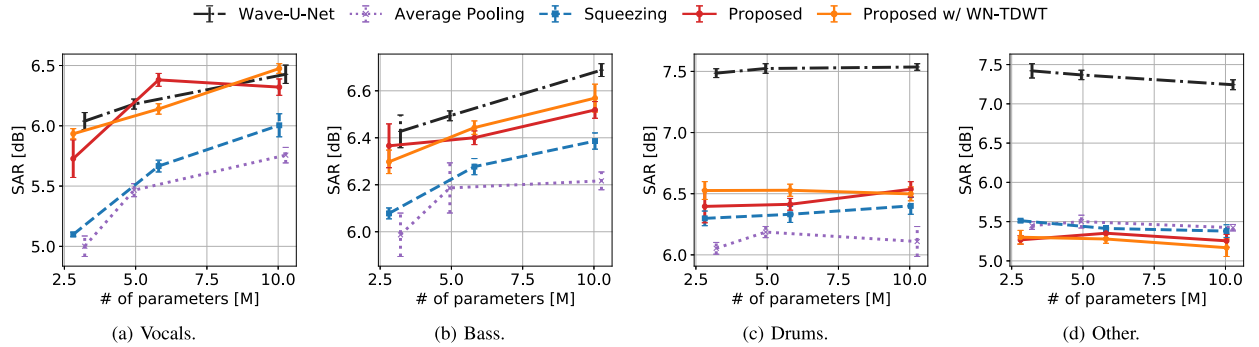 Wave-U-Net Average Pooling Squeezing Proposed Proposed w/ WN-TDWT
SAR [dB]
6.5
6.0
5.5
5.0
2.5 5.0 7.5 10.0
# of parameters [M]
(a) Vocals.
SAR [dB]
6.6
6.4
6.2
6.0
2.5 5.0 7.5 10.0
# of parameters [M]
(b) Bass.
SAR [dB]
7.5
7.0
6.5
6.0
2.5 5.0 7.5 10.0
# of parameters [M]
(c) Drums.
SAR [dB]
7.5
7.0
6.5
6.0
5.5
5.0
2.5 5.0 7.5 10.0
# of parameters [M]
(d) Other.